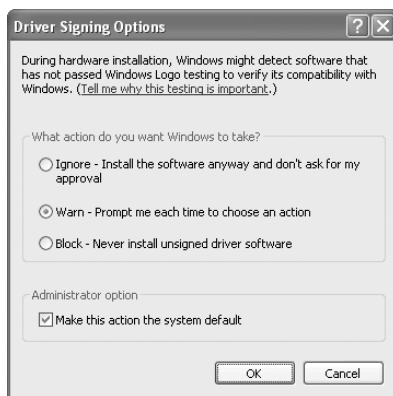 Driver Signing Options
During hardware installation, Windows might detect software that
has not passed Windows Logo testing to verify its compatibility with
Windows. (Tell me why this testing is important.)
What action do you want Windows to take?
Ignore - Install the software anyway and don't ask for my
approval
Warn - Prompt me each time to choose an action
Block - Never install unsigned driver software
Administrator option
Make this action the system default
OK
Cancel